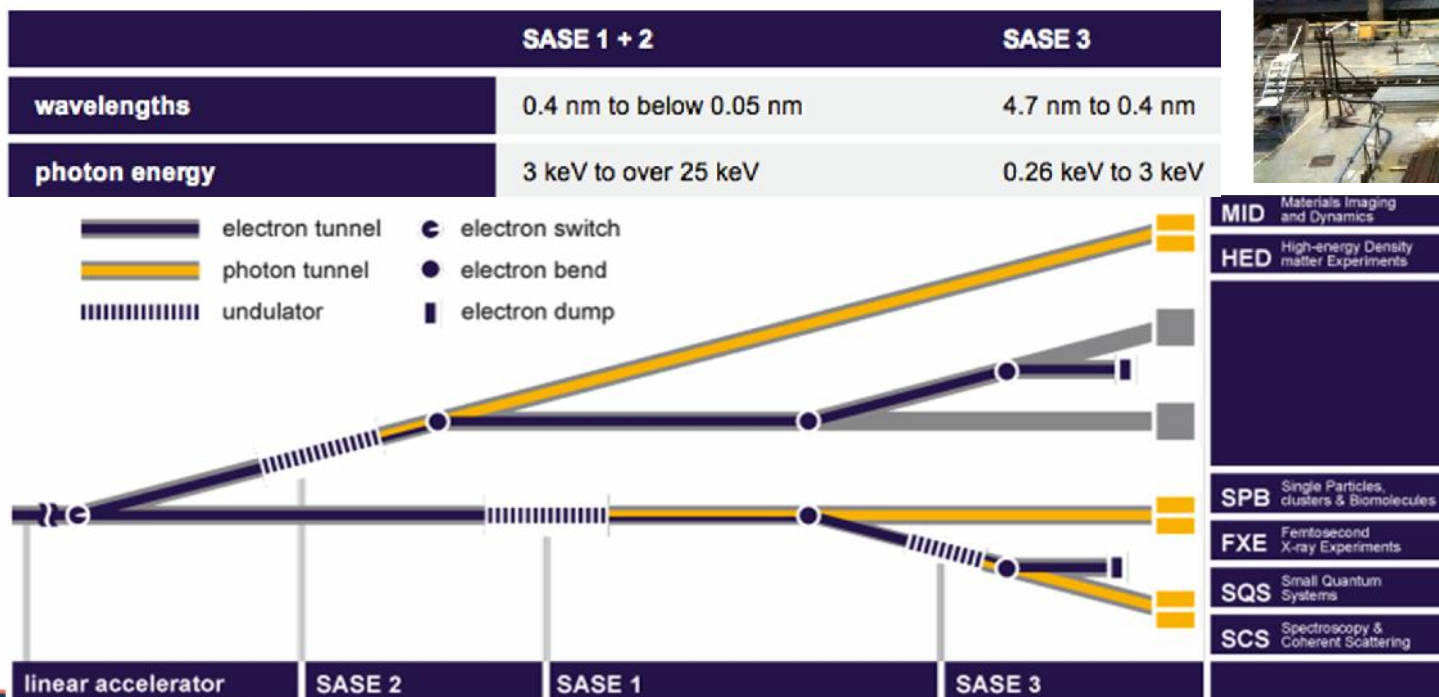 SASE 1 + 2 SASE 3
wavelengths 0.4 nm to below 0.05 nm 4.7 nm to 0.4 nm
photon energy 3 keV to over 25 keV 0.26 keV to 3 keV
electron tunnel electron switch
photon tunnel electron bend
undulator electron dump
MID Materials Imaging
and Dynamics
HED High-energy Density
matter Experiments
SPB Single Particles,
clusters & Biomolecules
FXE Femtosecond
X-ray Experiments
SQS Small Quantum
Systems
SCS Spectroscopy &
Coherent Scattering
linear accelerator SASE 2 SASE 1 SASE 3